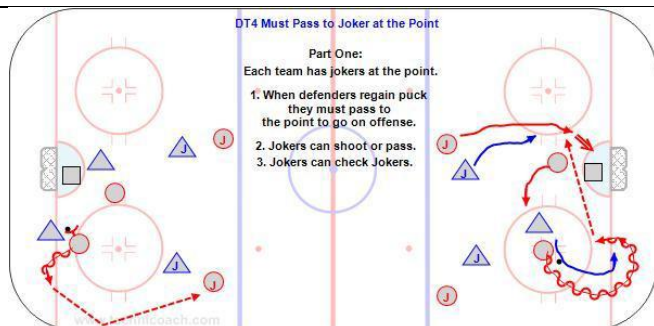 DT4 Must Pass to Joker at the Point
Part One:
Each team has jokers at the point.
1. When defenders regain puck
they must pass to
the point to go on offense.
2. Jokers can shoot or pass.
3. Jokers can check Jokers.
J
J
J
J
J
J
J
J